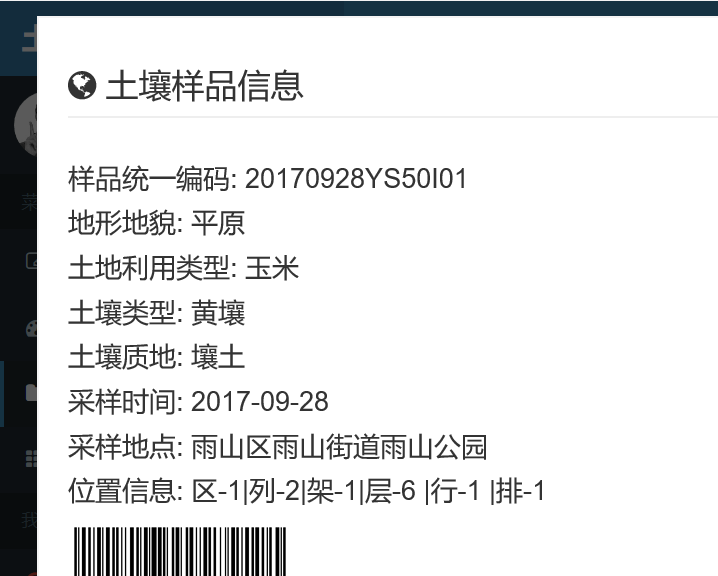 土壤样品信息
样品统一编码: 20170928YS50I01
地形地貌: 平原
土地利用类型: 玉米
土壤类型: 黄壤
土壤质地: 壤土
采样时间: 2017-09-28
采样地点: 雨山区雨山街道雨山公园
位置信息: 区-1|列-2|架-1|层-6 |行-1 |排-1